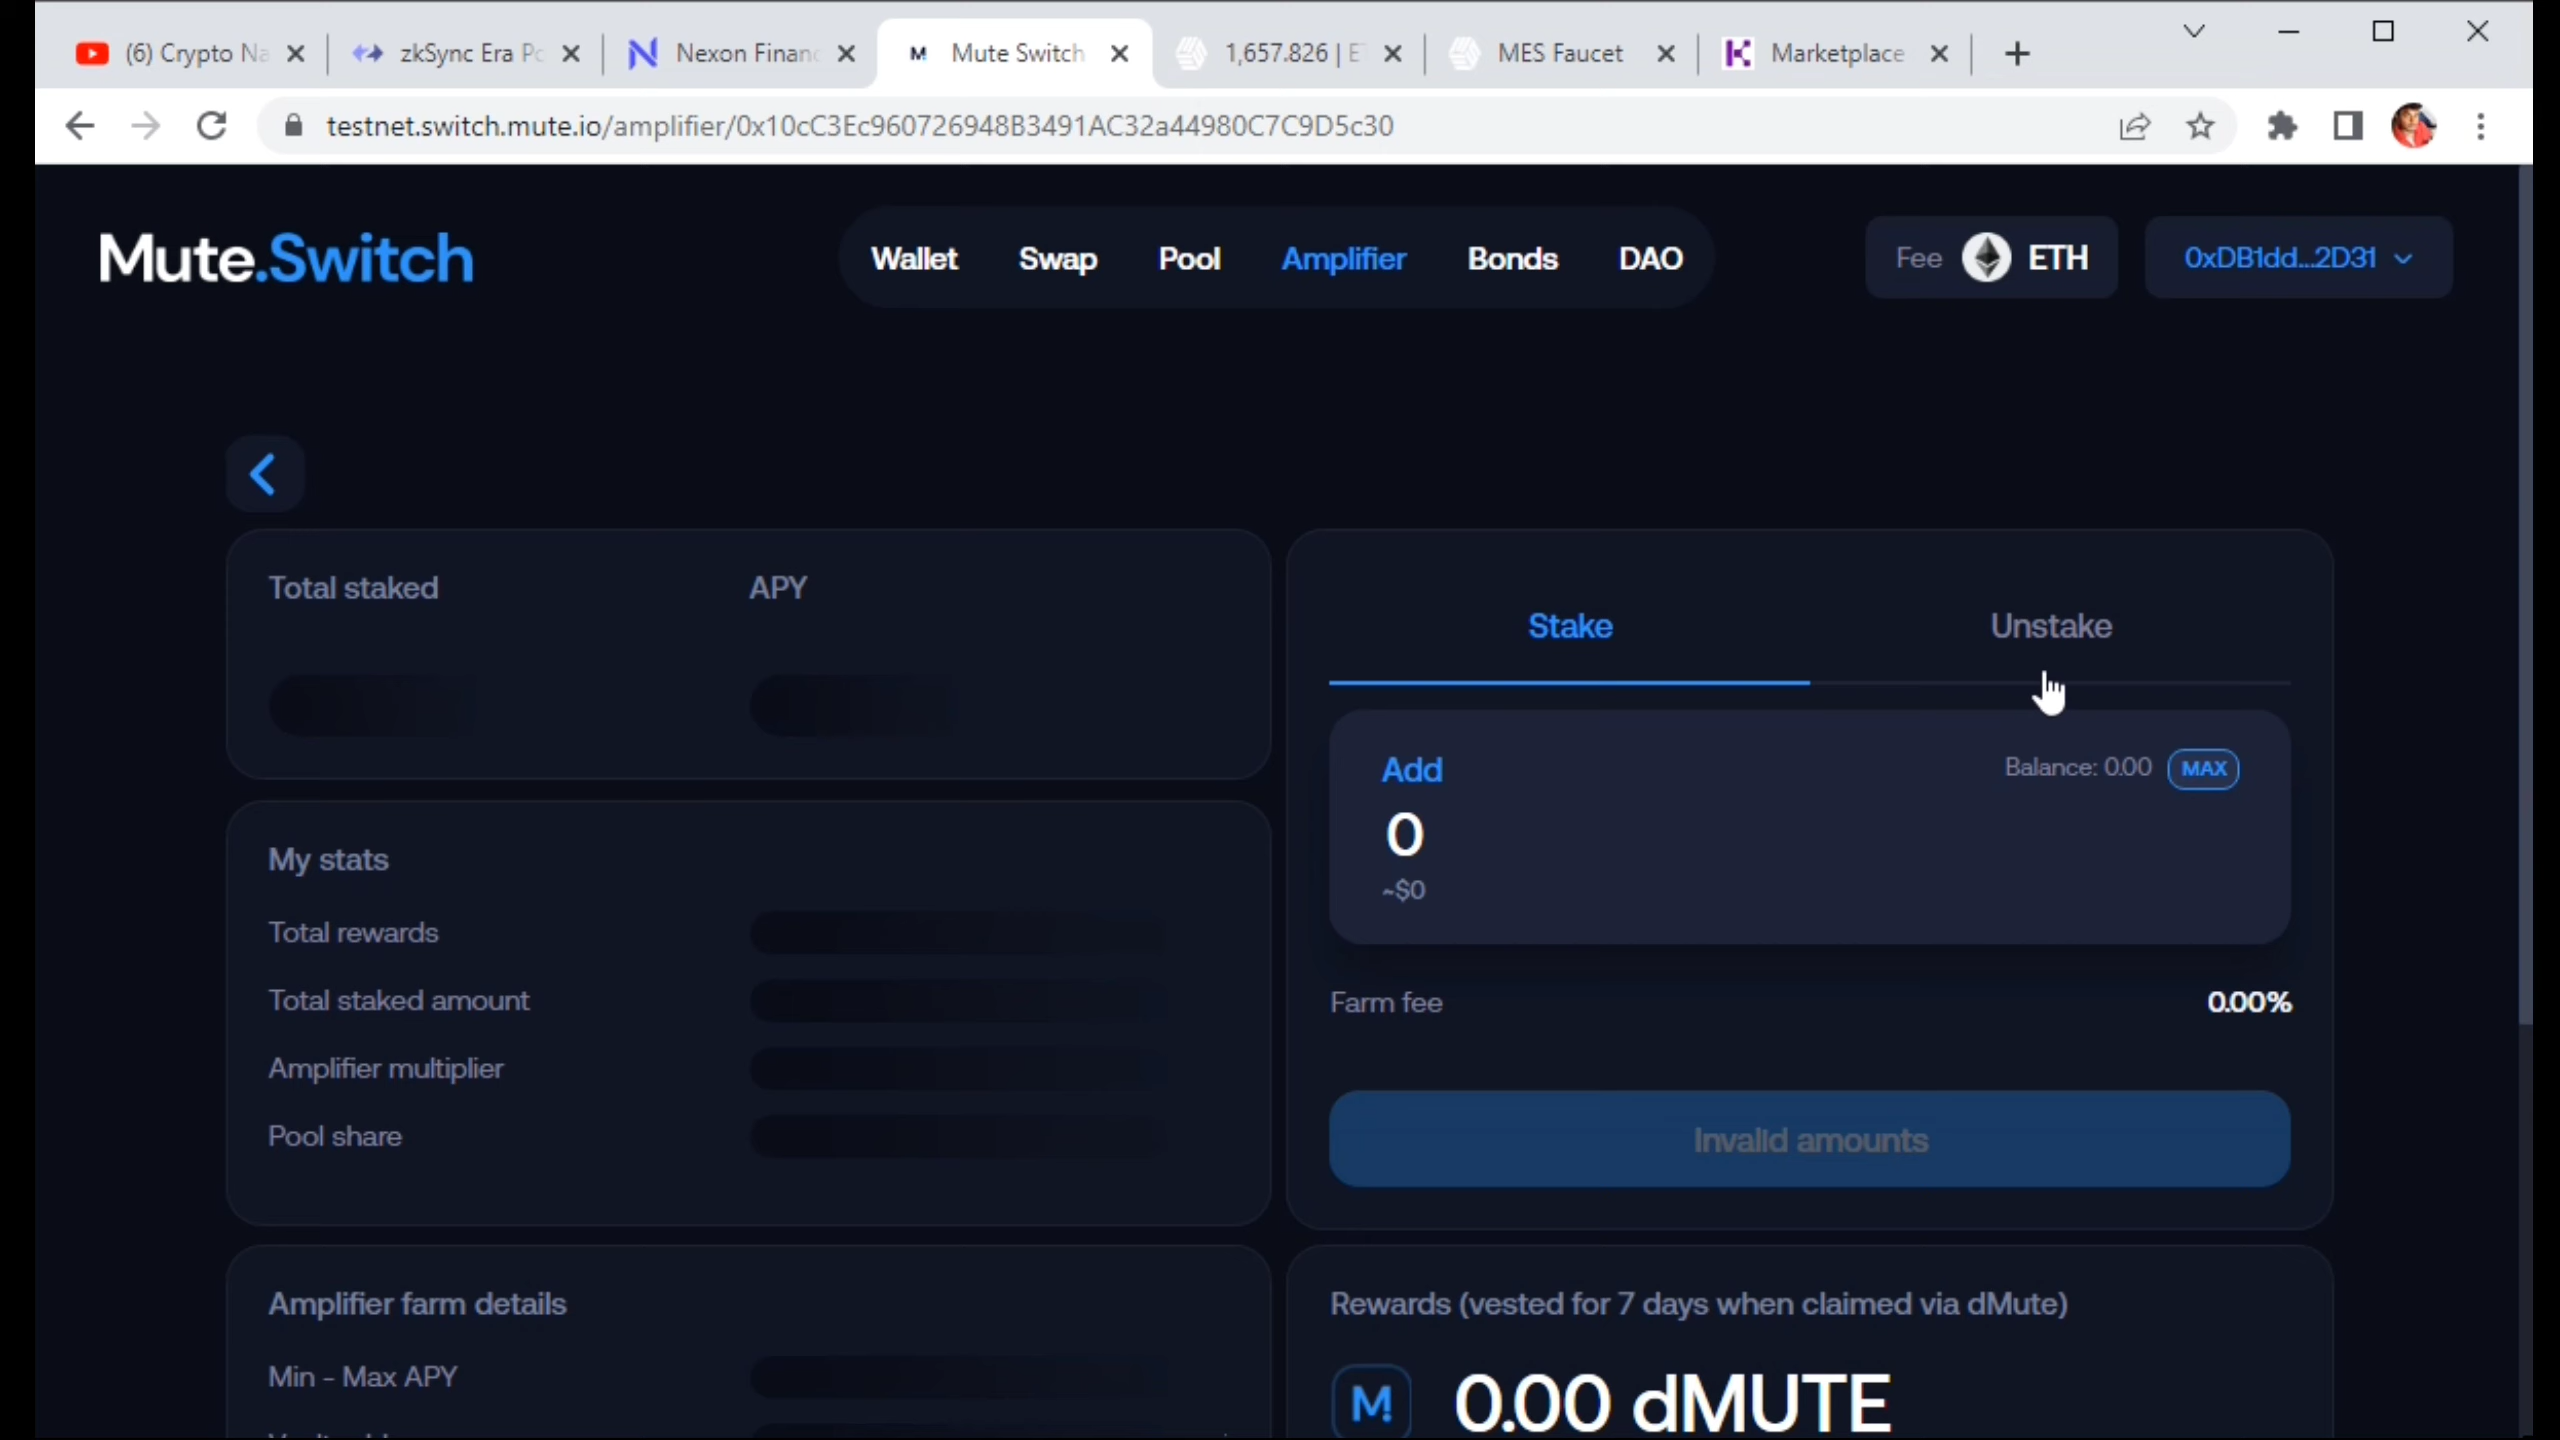 (6) Crypto Na
zkSync Era Po
Nexon Financ
Mute Switch
1,657.826 | E
MES Faucet
Marketplace
testnet.switch.mute.io/amplifier/0x10cC3Ec960726948B3491AC32a44980C7C9D5c30
Mute.Switch
Wallet
Swap
Pool
Amplifier
Bonds
DAO
Fee
ETH
0xDB1dd...2D31
Total staked
APY
Stake
Unstake
Add
Balance: 0.00
MAX
0
~$0
My stats
Total rewards
Total staked amount
Amplifier multiplier
Pool share
Farm fee
0.00%
Invalid amounts
Amplifier farm details
Min - Max APY
Rewards (vested for 7 days when claimed via dMute)
M
0.00 dMUTE